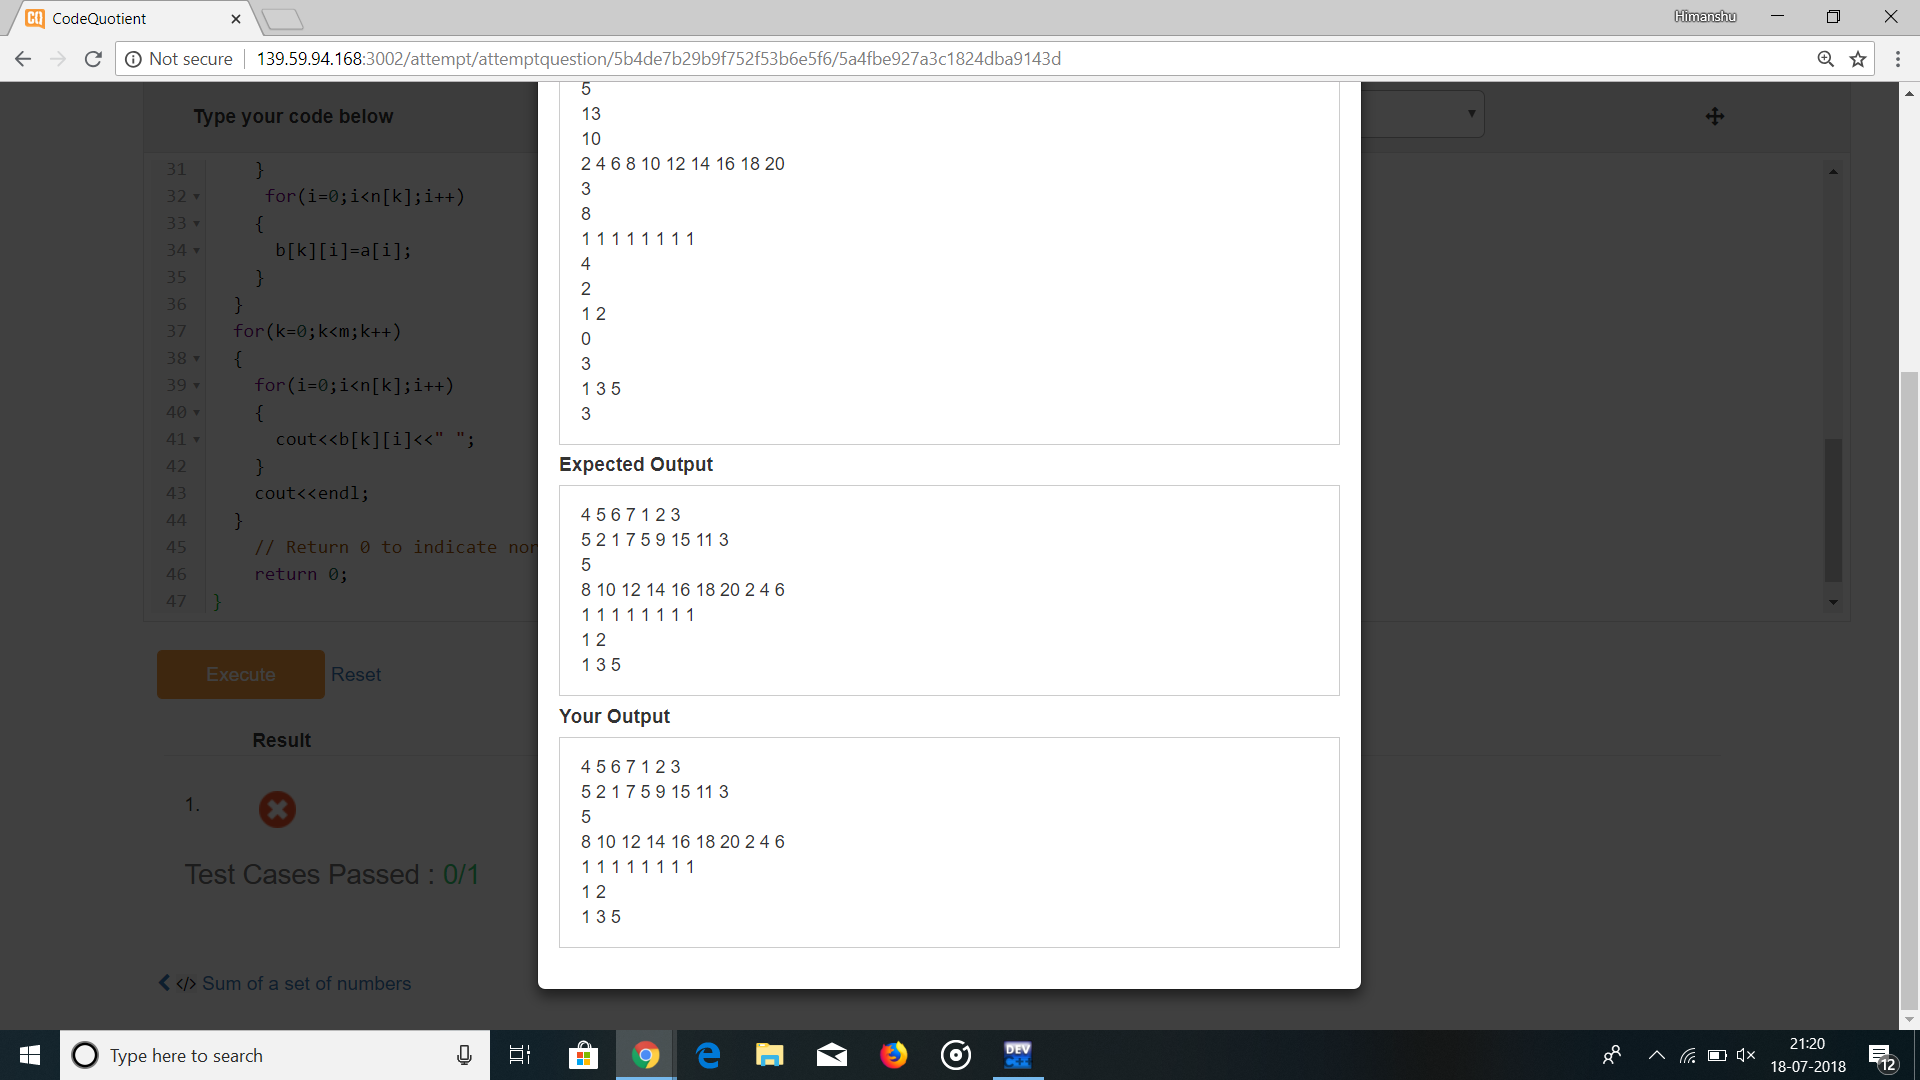 CodeQuotient
Himanshu
Not secure
139.59.94.168:3002/attempt/attemptquestion/5b4de7b29b9f752f53b6e5f6/5a4fbe927a3c1824dba9143d
Type your code below
31 }
32 for(i=0;i<n[k];i++)
33 {
34 b[k][i]=a[i];
35 }
36 }
37 for(k=0;k<m;k++)
38 {
39 for(i=0;i<n[k];i++)
40 {
41 cout<<b[k][i]<<" ";
42 }
43 cout<<endl;
44 }
45 // Return 0 to indicate nor
46 return 0;
47 }
Execute Reset
Result
1.
Test Cases Passed : 0/1
</> Sum of a set of numbers
5
13
10
2 4 6 8 10 12 14 16 18 20
3
8
1 1 1 1 1 1 1 1
4
2
1 2
0
3
1 3 5
3
Expected Output
4 5 6 7 1 2 3
5 2 1 7 5 9 15 11 3
5
8 10 12 14 16 18 20 2 4 6
1 1 1 1 1 1 1 1
1 2
1 3 5
Your Output
4 5 6 7 1 2 3
5 2 1 7 5 9 15 11 3
5
8 10 12 14 16 18 20 2 4 6
1 1 1 1 1 1 1 1
1 2
1 3 5
Type here to search
DEV
C++
21:20
18-07-2018
12